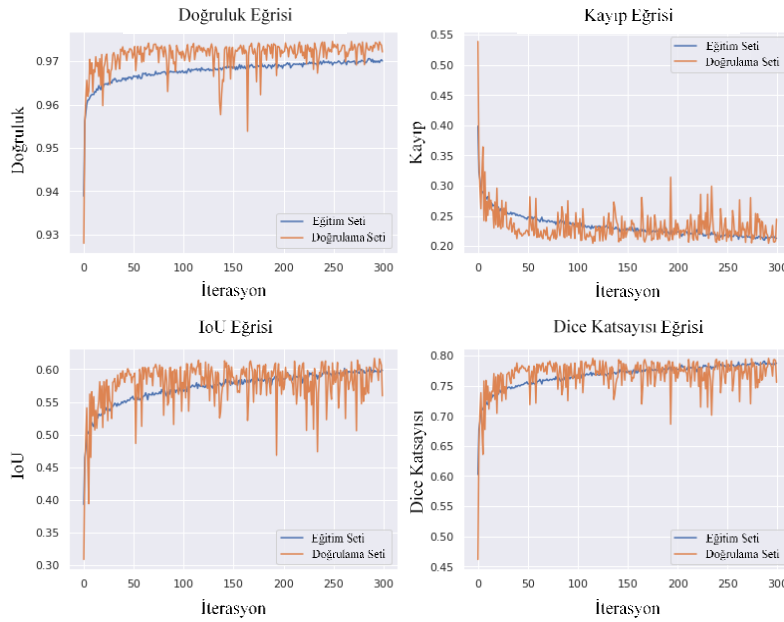 Doğruluk Eğrisi
0.97
0.96
0.95
0.94
0.93
Doğruluk
Eğitim Seti
Doğrulama Seti
0
50
100
150
200
250
300
İterasyon
Kayıp Eğrisi
0.55
0.50
0.45
0.40
0.35
0.30
0.25
0.20
Kayıp
Eğitim Seti
Doğrulama Seti
0
50
100
150
200
250
300
İterasyon
IoU Eğrisi
0.60
0.55
0.50
0.45
0.40
0.35
0.30
IoU
Eğitim Seti
Doğrulama Seti
0
50
100
150
200
250
300
İterasyon
Dice Katsayısı Eğrisi
0.80
0.75
0.70
0.65
0.60
0.55
0.50
0.45
Dice Katsayısı
Eğitim Seti
Doğrulama Seti
0
50
100
150
200
250
300
İterasyon